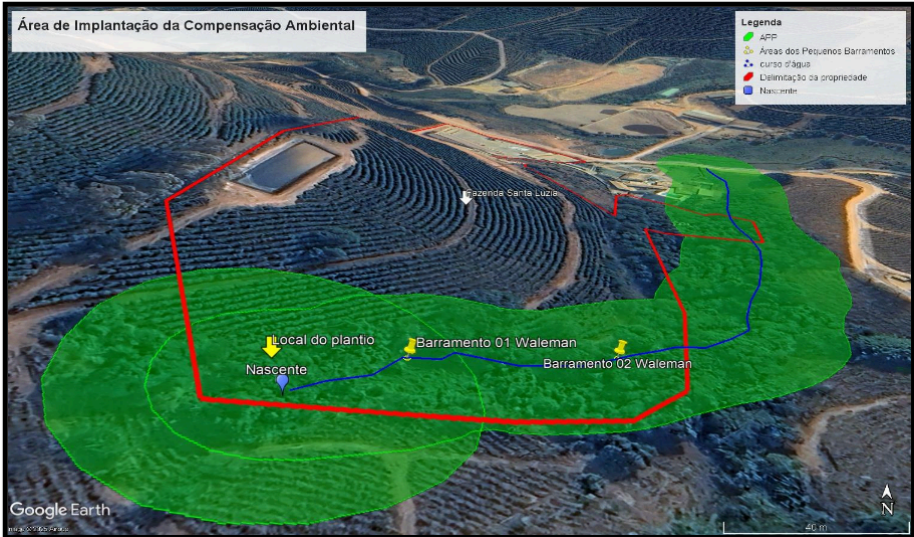 Área de Implantação da Compensação Ambiental
Legenda
APP
Áreas dos Pequenos Barramentos
curso d'água
Delimitação da propriedade
Nascente
Fazenda Santa Luzia
Local do plantio
Barramento 01 Waleman
Nascente
Barramento 02 Waleman
Google Earth
N
40 m